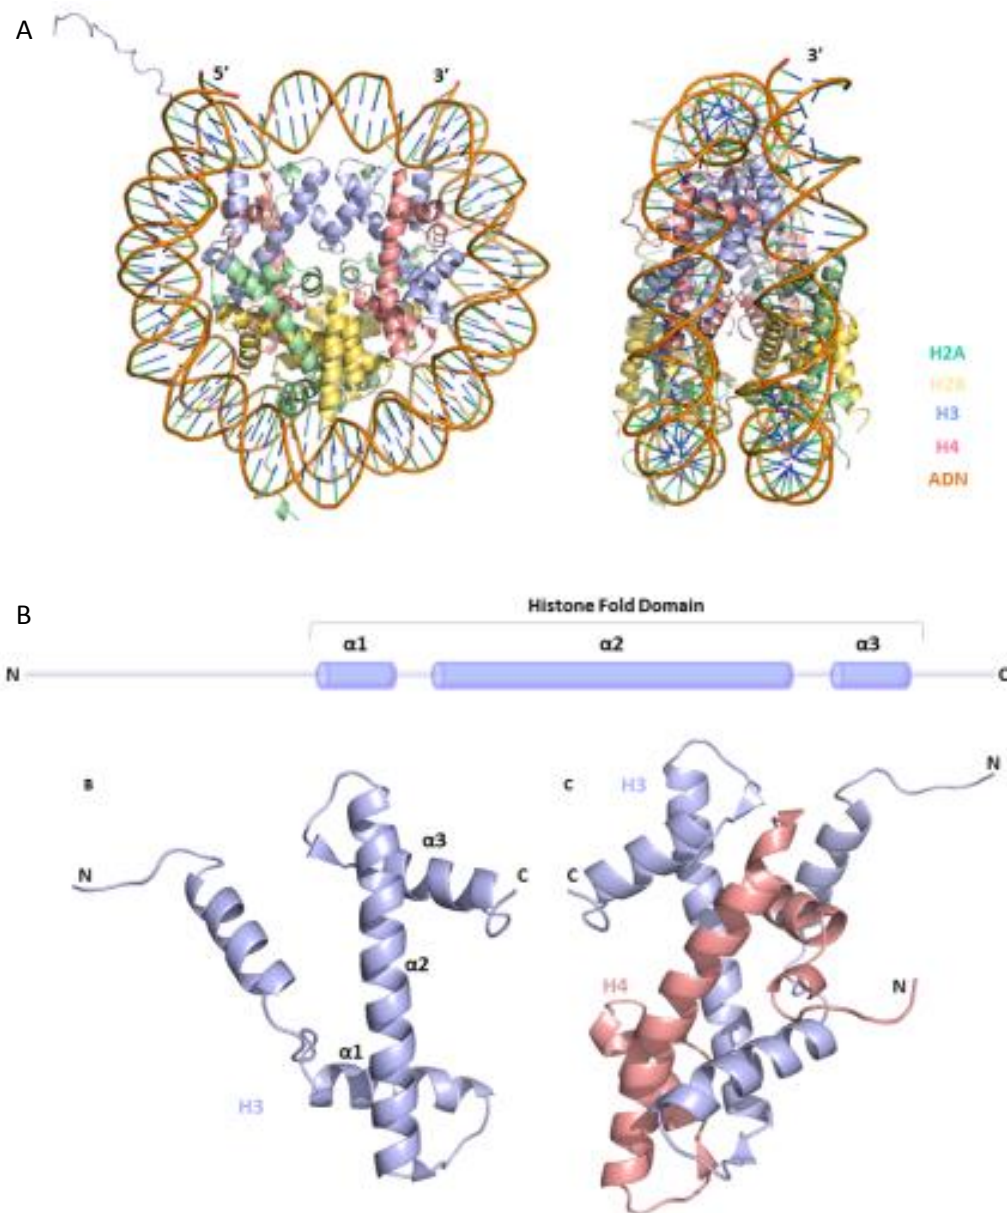 A
5’
3’
3’
H2A
H2B
H3
H4
ADN
B
Histone Fold Domain
α1 α2 α3
N C
B
C
H3
N
α3
N
C
C
α2
H4
N
α1
H3